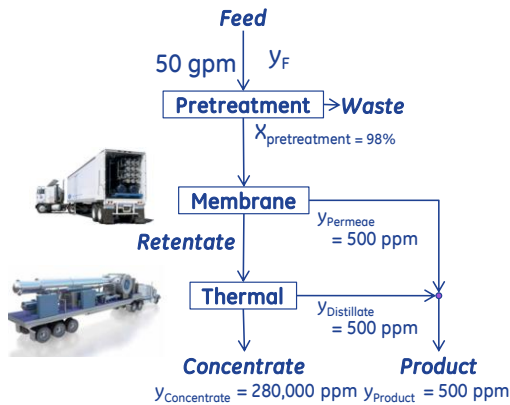 Feed
50 gpm
yF
Pretreatment
Waste
Xpretreatment = 98%
Membrane
yPermeae
= 500 ppm
Retentate
Thermal
yDistillate
= 500 ppm
Concentrate
Product
yConcentrate = 280,000 ppm
yProduct = 500 ppm